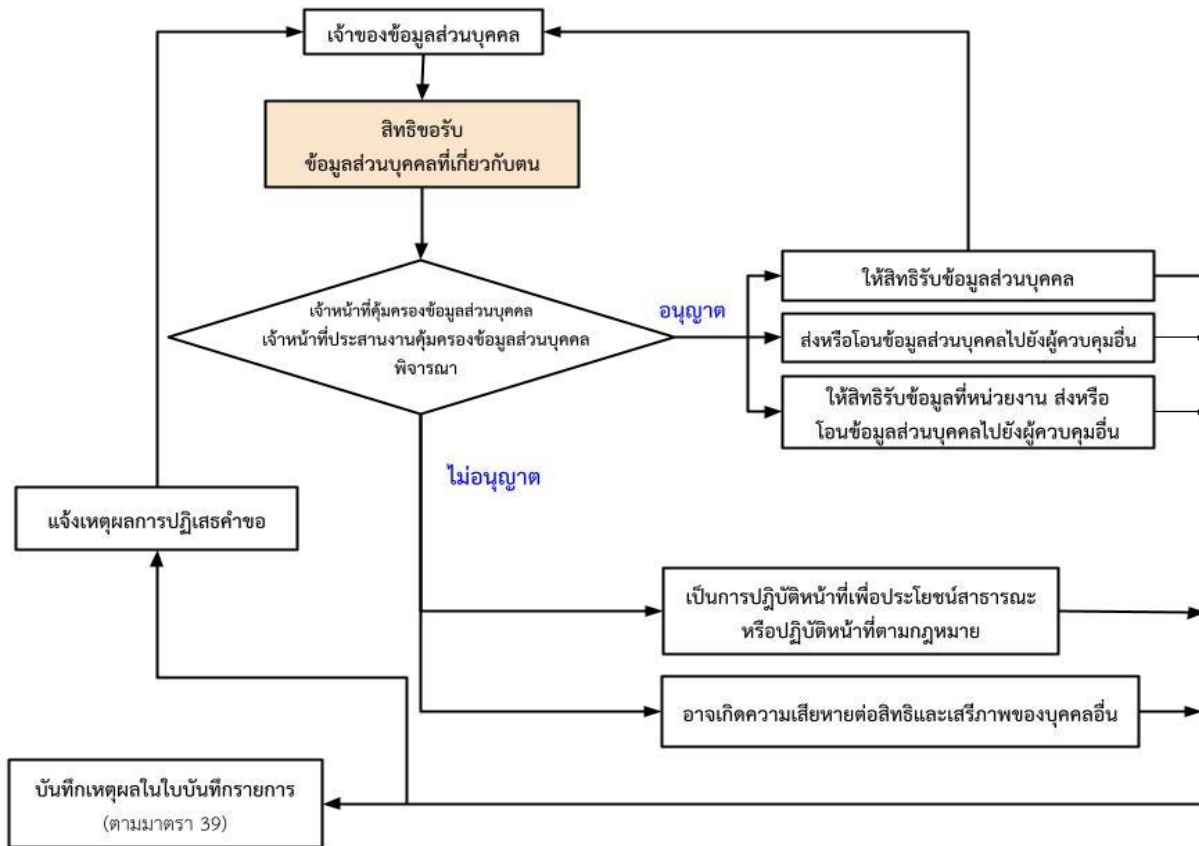 เจ้าของข้อมูลส่วนบุคคล
สิทธิขอรับ
ข้อมูลส่วนบุคคลที่เกี่ยวกับตน
เจ้าหน้าที่คุ้มครองข้อมูลส่วนบุคคล
เจ้าหน้าที่ประสานงานคุ้มครองข้อมูลส่วนบุคคล
พิจารณา
อนุญาต
ให้สิทธิรับข้อมูลส่วนบุคคล
ส่งหรือโอนข้อมูลส่วนบุคคลไปยังผู้ควบคุมอื่น
ให้สิทธิรับข้อมูลที่หน่วยงาน ส่งหรือ
โอนข้อมูลส่วนบุคคลไปยังผู้ควบคุมอื่น
ไม่อนุญาต
แจ้งเหตุผลการปฏิเสธคำขอ
เป็นการปฎิบัติหน้าที่เพื่อประโยชน์สาธารณะ
หรือปฏิบัติหน้าที่ตามกฎหมาย
อาจเกิดความเสียหายต่อสิทธิและเสรีภาพของบุคคลอื่น
บันทึกเหตุผลในใบบันทึกรายการ
(ตามมาตรา 39)